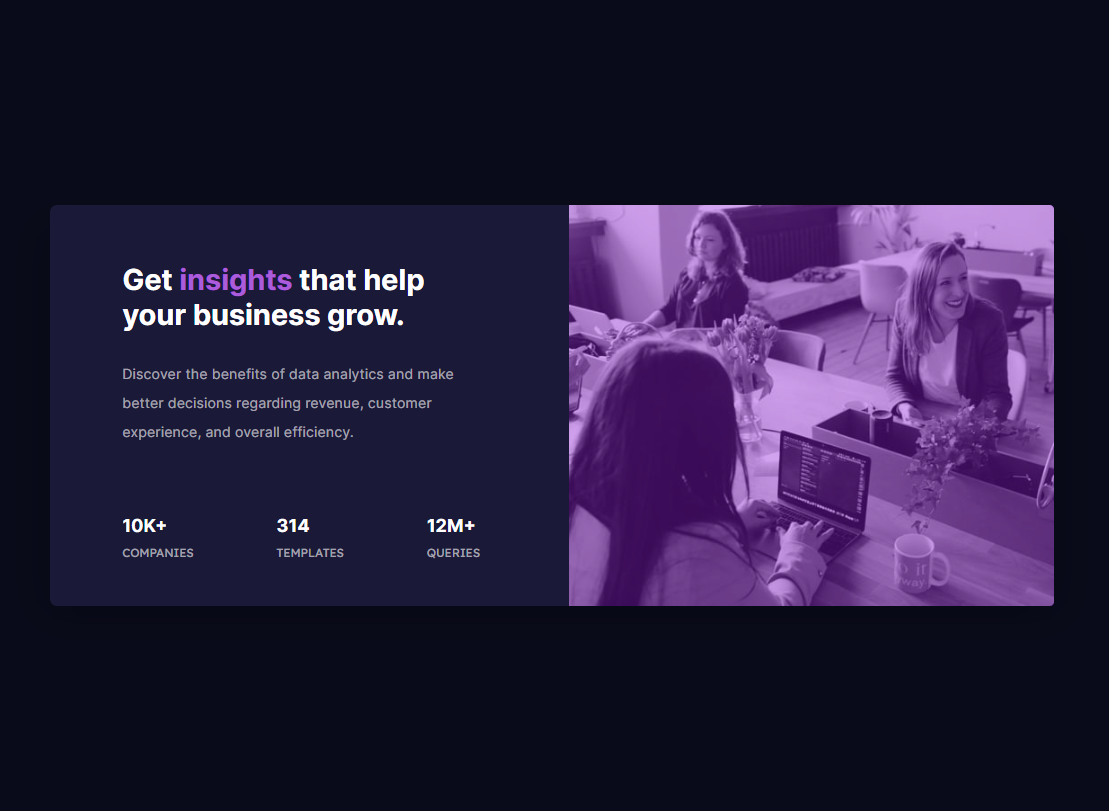 Get insights that help
your business grow.
Discover the benefits of data analytics and make
better decisions regarding revenue, customer
experience, and overall efficiency.
10K+ 314 12M+
COMPANIES TEMPLATES QUERIES